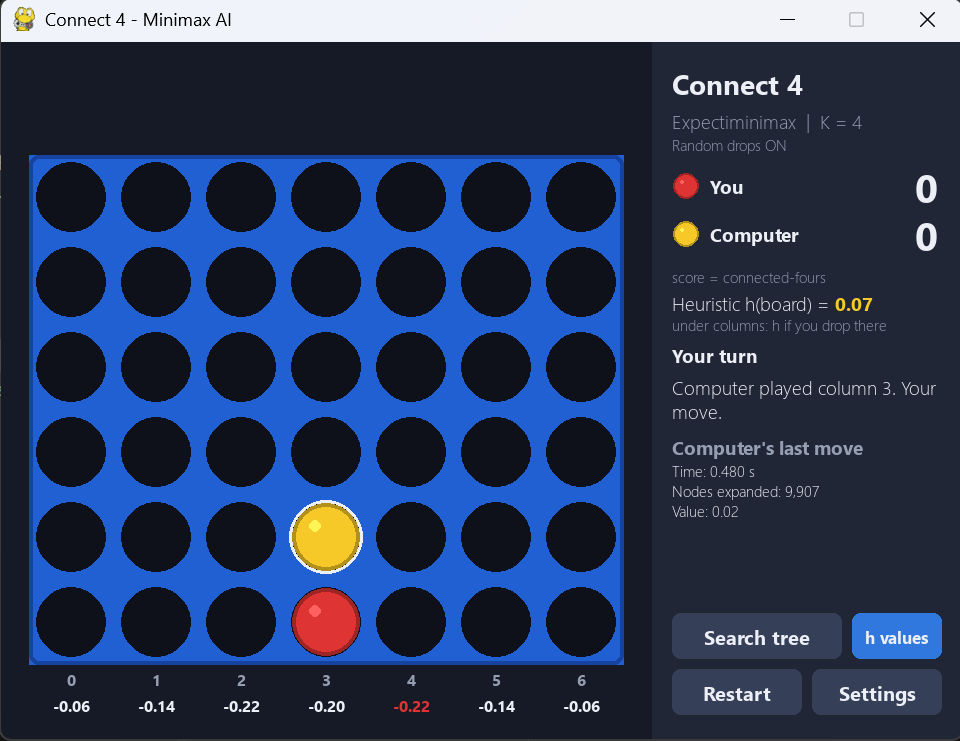 Connect 4 - Minimax AI
Connect 4
Expectiminimax | K = 4
Random drops ON
You 0
Computer 0
score = connected-fours
Heuristic h(board) = 0.07
under columns: h if you drop there
Your turn
Computer played column 3. Your
move.
Computer's last move
Time: 0.480 s
Nodes expanded: 9,907
Value: 0.02
Search tree h values
Restart Settings
0 1 2 3 4 5 6
-0.06 -0.14 -0.22 -0.20 -0.22 -0.14 -0.06